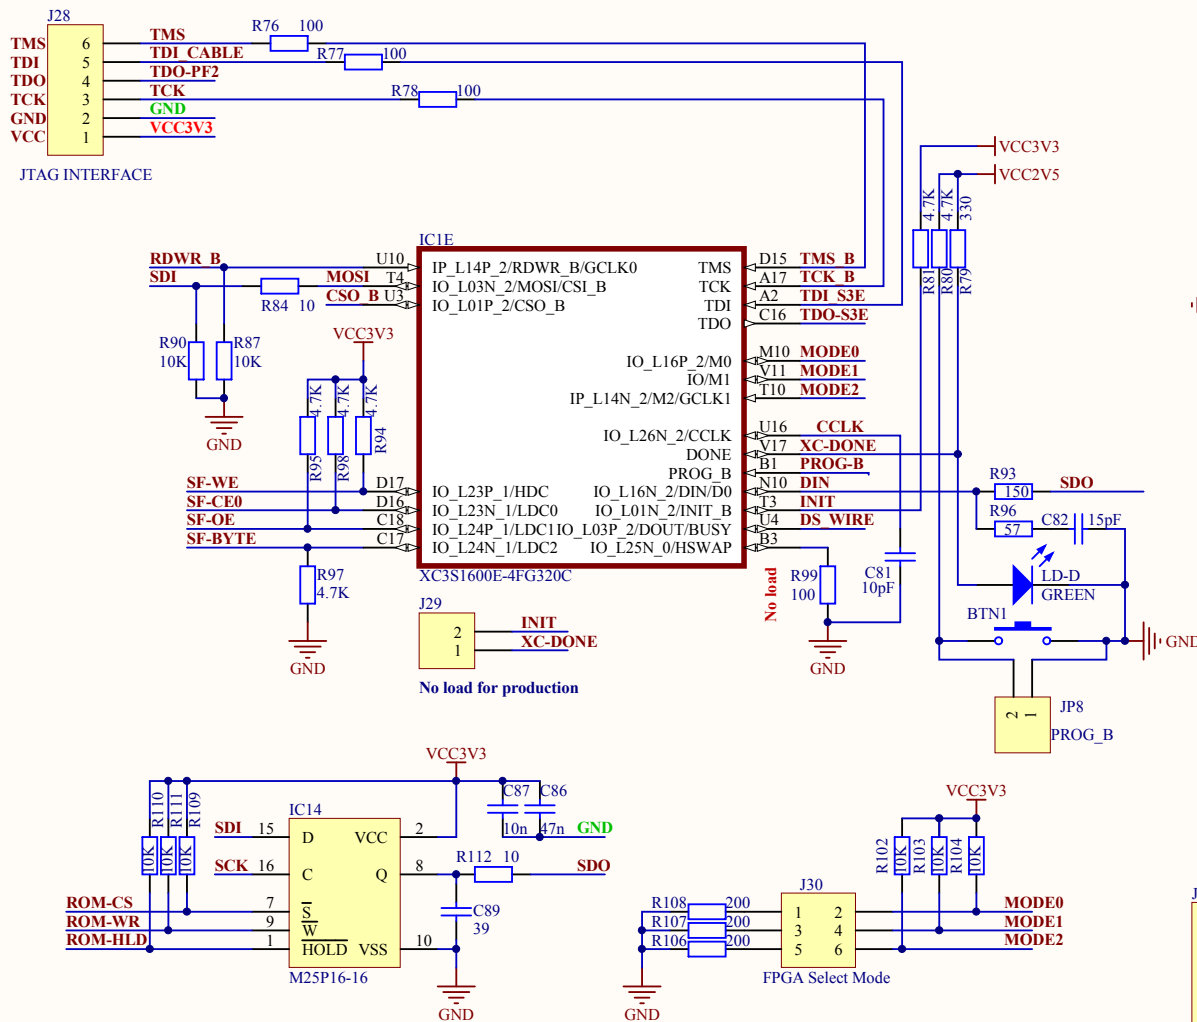 J28
TMS 6 TMS R76 100
TDI 5 TDI_CABLE R77 100
TDO 4 TDO-PF2
TCK 3 TCK R78 100
GND 2 GND
VCC 1 VCC3V3
JTAG INTERFACE
VCC3V3
VCC2V5
4.7K 4.7K 330
R81 R80 R79
IC1E
RDWR_B U10 IP_L14P_2/RDWR_B/GCLK0 TMS D15 TMS_B
SDI R84 10 MOSI T4 IO_L03N_2/MOSI/CSI_B TCK A17 TCK_B
CSO_B U3 IO_L01P_2/CSO_B TDI A2 TDI_S3E
TDO C16 TDO-S3E
R90 10K R87 10K
GND
VCC3V3
IO_L16P_2/M0 M10 MODE0
IO/M1 V11 MODE1
IP_L14N_2/M2/GCLK1 T10 MODE2
4.7K 4.7K 4.7K
R95 R98 R94
IO_L26N_2/CCLK U16 CCLK
DONE V17 XC-DONE
PROG_B B1 PROG-B
SF-WE D17 IO_L23P_1/HDC IO_L16N_2/DIN/D0 N10 DIN R93 150 SDO
SF-CE0 D16 IO_L23N_1/LDC0 IO_L01N_2/INIT_B T3 INIT R96 57 C82 15pF
SF-OE C18 IO_L24P_1/LDC1 IO_L03P_2/DOUT/BUSY U4 DS_WIRE
SF-BYTE C17 IO_L24N_1/LDC2 IO_L25N_0/HSWAP B3
XC3S1600E-4FG320C
R97
4.7K
GND
No load
R99
100
C81
10pF
GND
LD-D
GREEN
BTN1
GND
J29
2 INIT
1 XC-DONE
No load for production
2 1
JP8
PROG_B
VCC3V3
R110 R111 R109
10K 10K 10K
C87 C86
10n 47n GND
IC14
SDI 15 D VCC 2
SCK 16 C Q 8 R112 10 SDO
ROM-CS 7 S
ROM-WR 9 W
ROM-HLD 1 HOLD VSS 10
C89
39
M25P16-16
GND
VCC3V3
R102 R103 R104
10K 10K 10K
J30
R108 200 1 2 MODE0
R107 200 3 4 MODE1
R106 200 5 6 MODE2
FPGA Select Mode
GND
J